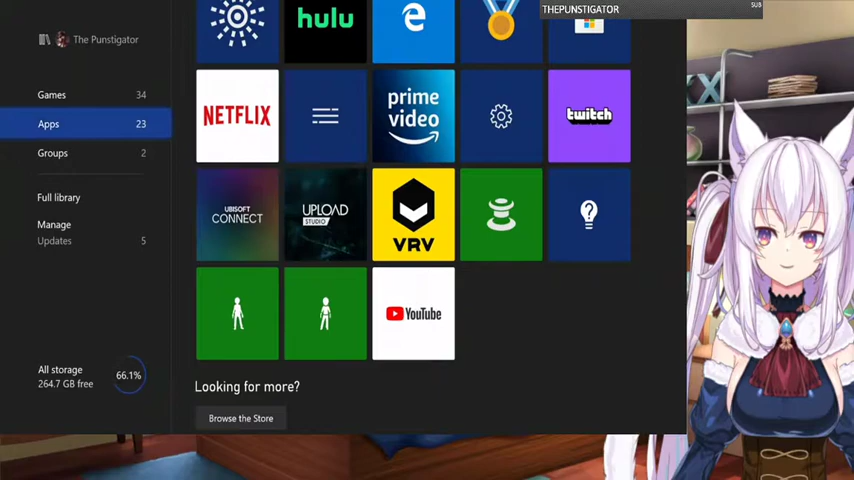 THEPUNSTIGATOR
SUB
The Punstigator
hulu
Games 34
Apps 23
Groups 2
Full library
Manage
Updates 5
NETFLIX
prime
video
twitch
UBISOFT
CONNECT
UPLOAD
STUDIO
VRV
YouTube
All storage
264.7 GB free
66.1%
Looking for more?
Browse the Store